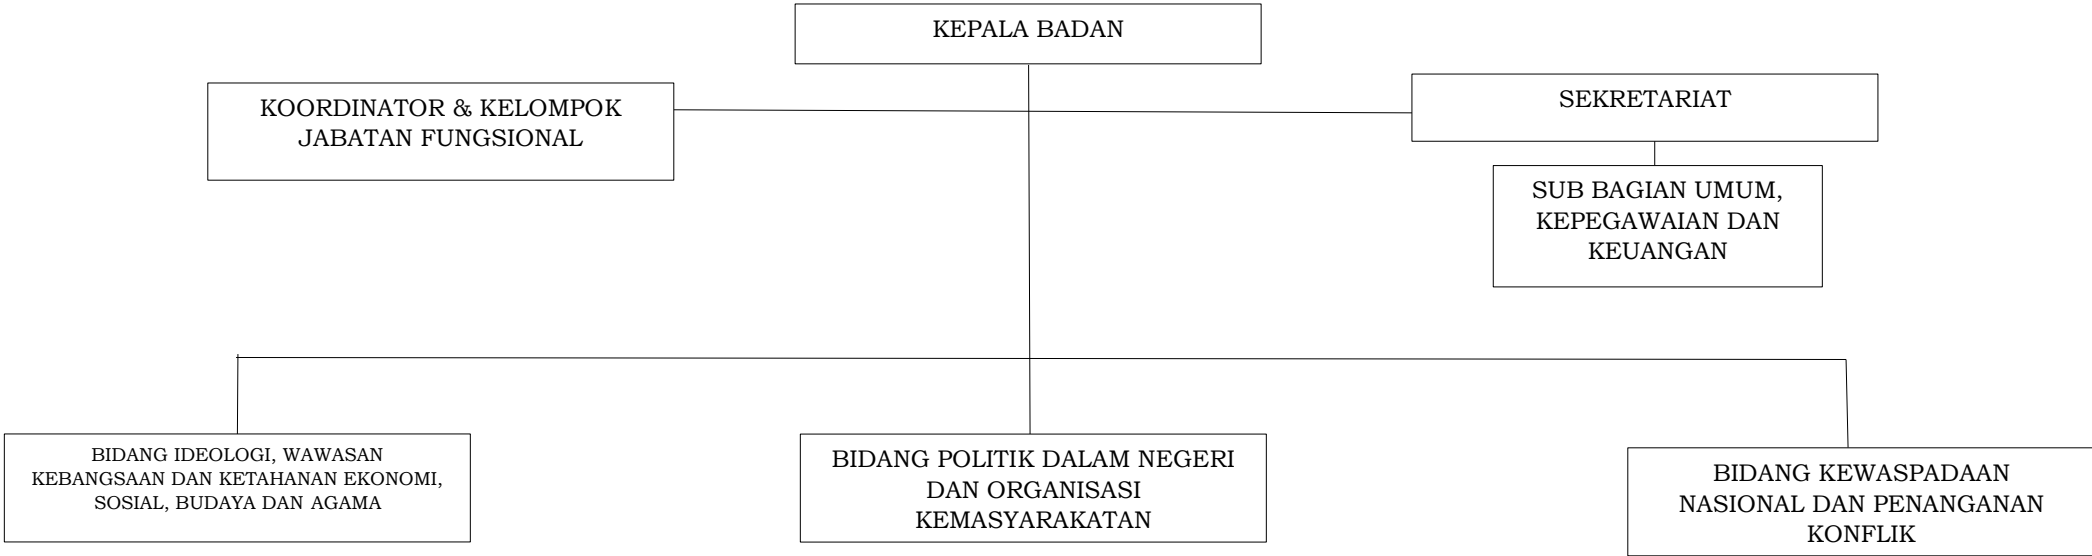 KEPALA BADAN
KOORDINATOR & KELOMPOK
JABATAN FUNGSIONAL
SEKRETARIAT
SUB BAGIAN UMUM,
KEPEGAWAIAN DAN
KEUANGAN
BIDANG IDEOLOGI, WAWASAN
KEBANGSAAN DAN KETAHANAN EKONOMI,
SOSIAL, BUDAYA DAN AGAMA
BIDANG POLITIK DALAM NEGERI
DAN ORGANISASI
KEMASYARAKATAN
BIDANG KEWASPADAAN
NASIONAL DAN PENANGANAN
KONFLIK